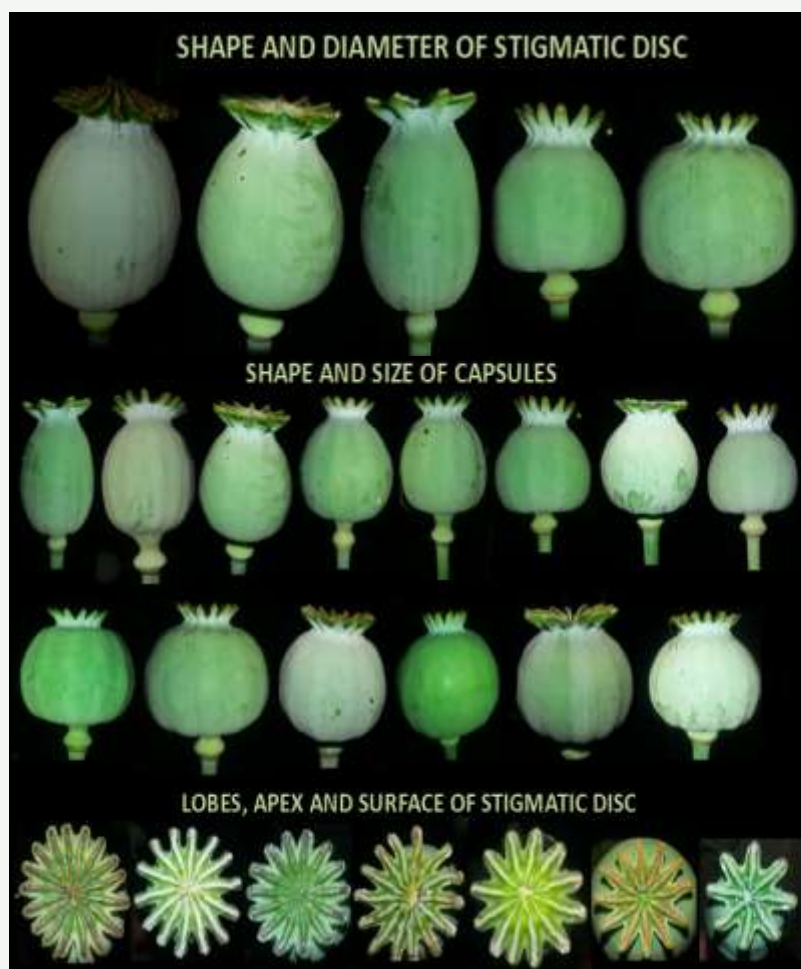 SHAPE AND DIAMETER OF STIGMATIC DISC
SHAPE AND SIZE OF CAPSULES
LOBES, APEX AND SURFACE OF STIGMATIC DISC